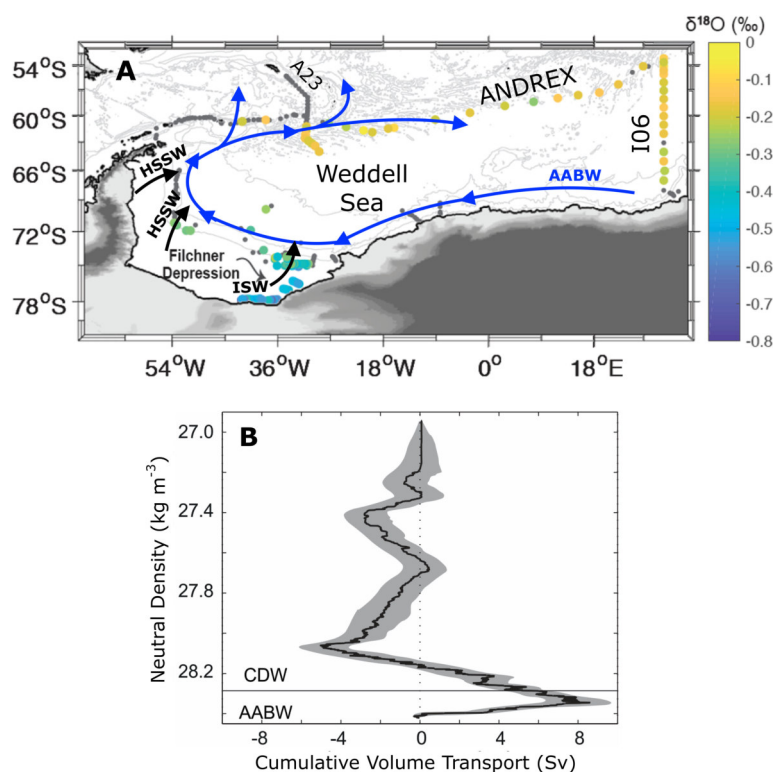 δ¹⁸O (‰)
A
54°S
60°S
66°S
72°S
78°S
A23
ANDREX
I06
HSSW
HSSW
Weddell
Sea
AABW
Filchner
Depression
ISW
54°W
36°W
18°W
0°
18°E
0
-0.1
-0.2
-0.3
-0.4
-0.5
-0.6
-0.7
-0.8
B
27.0
27.4
27.8
28.2
Neutral Density (kg m⁻³)
CDW
AABW
-8
-4
0
4
8
Cumulative Volume Transport (Sv)